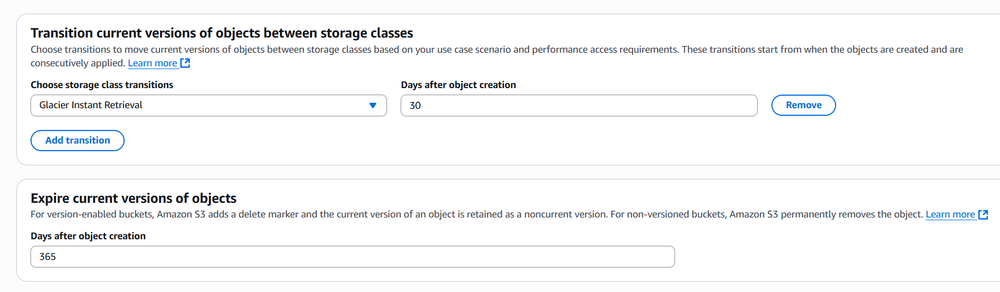 Transition current versions of objects between storage classes
Choose transitions to move current versions of objects between storage classes based on your use case scenario and performance access requirements. These transitions start from when the objects are created and are
consecutively applied. Learn more
Choose storage class transitions
Days after object creation
Glacier Instant Retrieval
30
Remove
Add transition
Expire current versions of objects
For version-enabled buckets, Amazon S3 adds a delete marker and the current version of an object is retained as a noncurrent version. For non-versioned buckets, Amazon S3 permanently removes the object. Learn more
Days after object creation
365